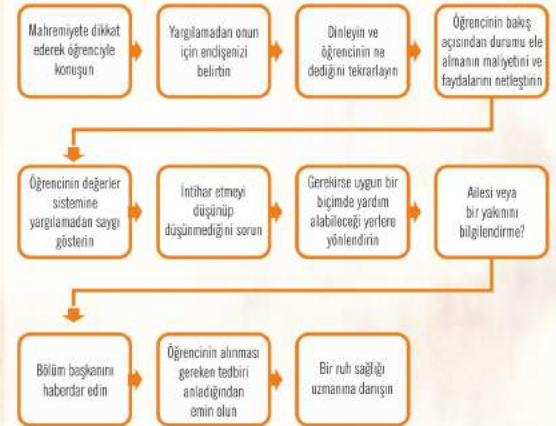 Mahremiyete dikkat
ederek öğrenciyle
konuşun
Yargılamadan onun
için endişenizi
belirtin
Dinleyin ve
öğrencinin ne
dediğini tekrarlayın
Öğrencinin bakış
açısından durumu ele
almanın maliyetini ve
faydalarını netleştirin
Öğrencinin değerler
sistemine
yargılamadan saygı
gösterin
İntihar etmeyi
düşünüp
düşünmediğini sorun
Gerekirse uygun bir
biçimde yardım
alabileceği yerlere
yönlendirin
Ailesi veya
bir yakınını
bilgilendirme?
Bölüm başkanını
haberdar edin
Öğrencinin alınması
gereken tedbiri
anladığından
emin olun
Bir ruh sağlığı
uzmanına danışın